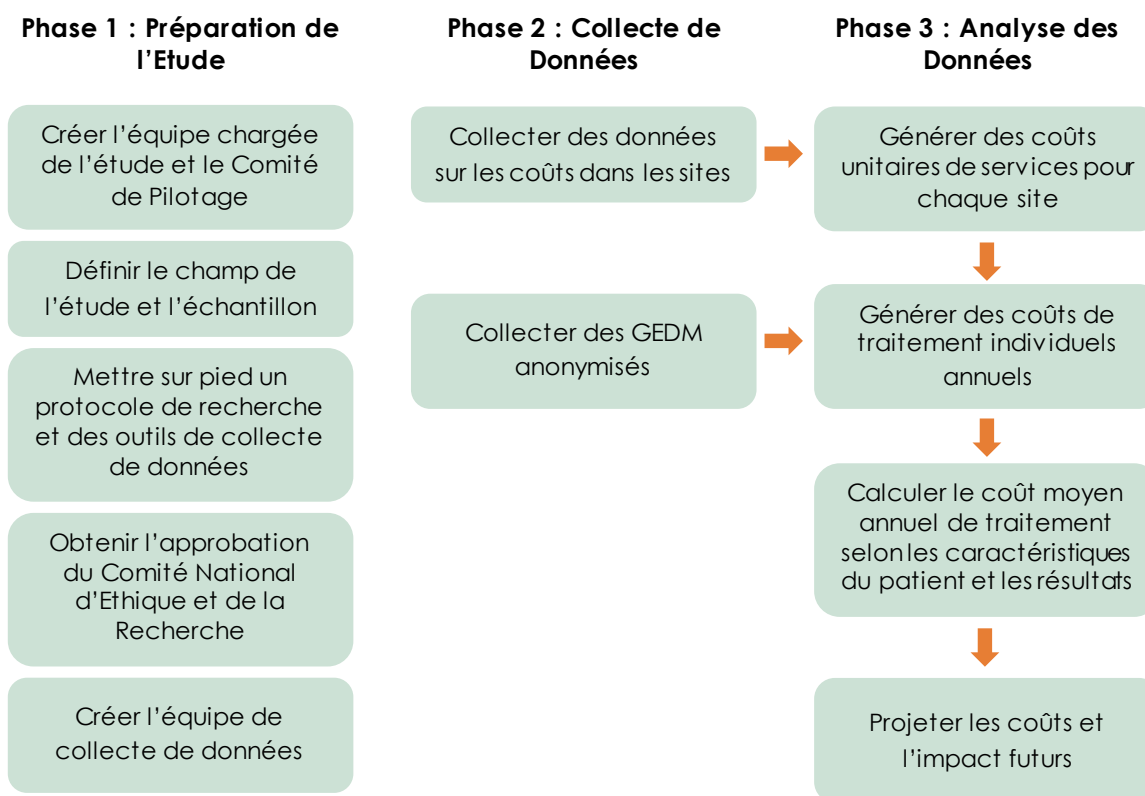 Phase 1 : Préparation de
l'Etude
Créer l'équipe chargée
de l'étude et le Comité
de Pilotage
Définir le champ de
l'étude et l'échantillon
Mettre sur pied un
protocole de recherche
et des outils de collecte
de données
Obtenir l'approbation
du Comité National
d'Ethique et de la
Recherche
Créer l'équipe de
collecte de données
Phase 2 : Collecte de
Données
Collecter des données
sur les coûts dans les sites
Collecter des GEDM
anonymisés
Phase 3 : Analyse des
Données
Générer des coûts
unitaires de services pour
chaque site
Générer des coûts de
traitement individuels
annuels
Calculer le coût moyen
annuel de traitement
selon les caractéristiques
du patient et les résultats
Projeter les coûts et
l'impact futurs